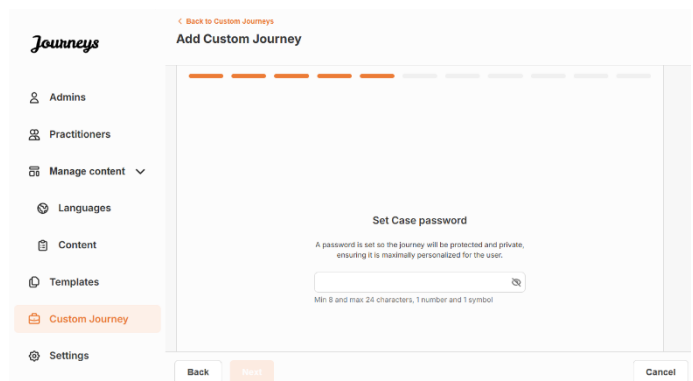 < Back to Custom Journeys
Journeys
Add Custom Journey
Admins
Practitioners
Manage content
Languages
Content
Templates
Custom Journey
Settings
Set Case password
A password is set so the journey will be protected and private,
ensuring it is maximally personalized for the user.
Min 8 and max 24 characters, 1 number and 1 symbol
Back
Next
Cancel